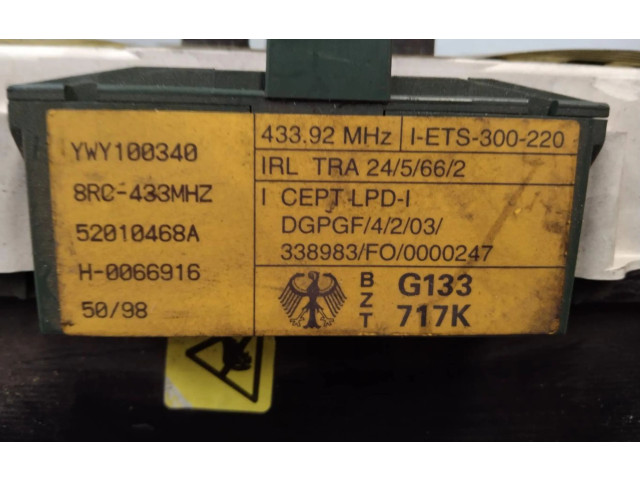 YWY100340
8RC-433MHZ
52010468A
H-0066916
50/98
433.92 MHz I-ETS-300-220
IRL TRA 24/5/66/2
I CEPT-LPD-I
DGPGF/4/2/03/
338983/FO/0000247
BZT G133
717K